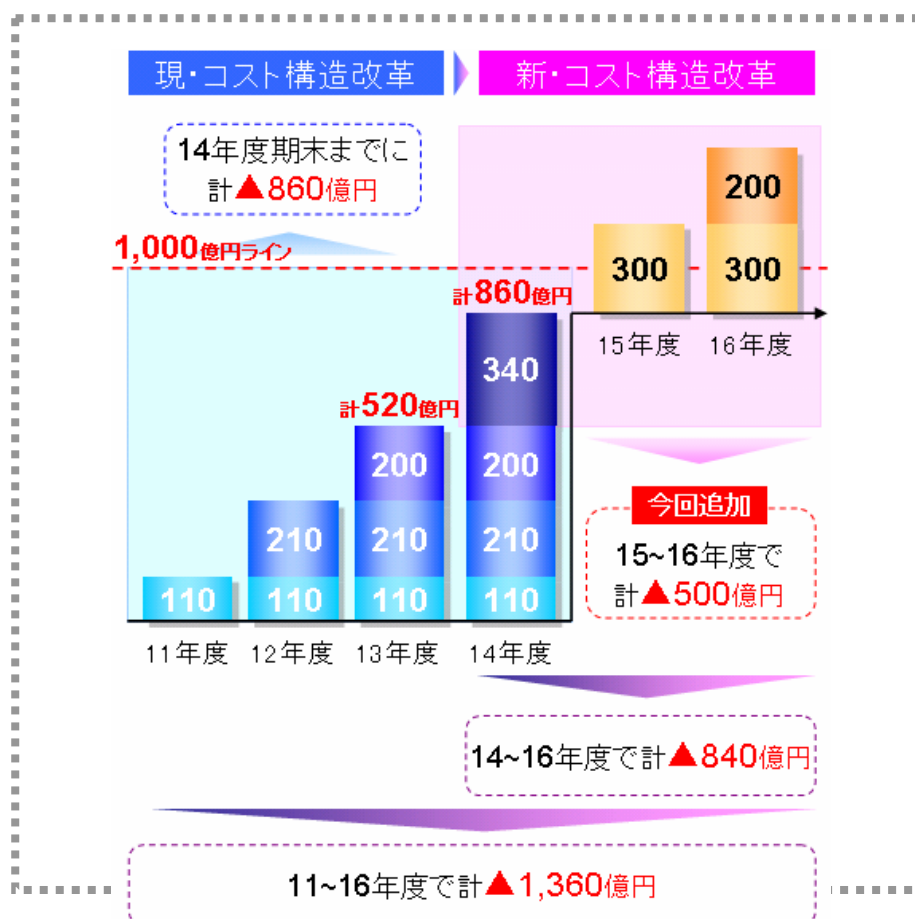 現・コスト構造改革
新・コスト構造改革
14年度期末までに
計▲860億円
1,000億円ライン
200
300
300
15年度
16年度
計860億円
340
200
210
110
計520億円
200
210
110
210
110
110
11年度
12年度
13年度
14年度
今回追加
15~16年度で
計▲500億円
14~16年度で計▲840億円
11~16年度で計▲1,360億円